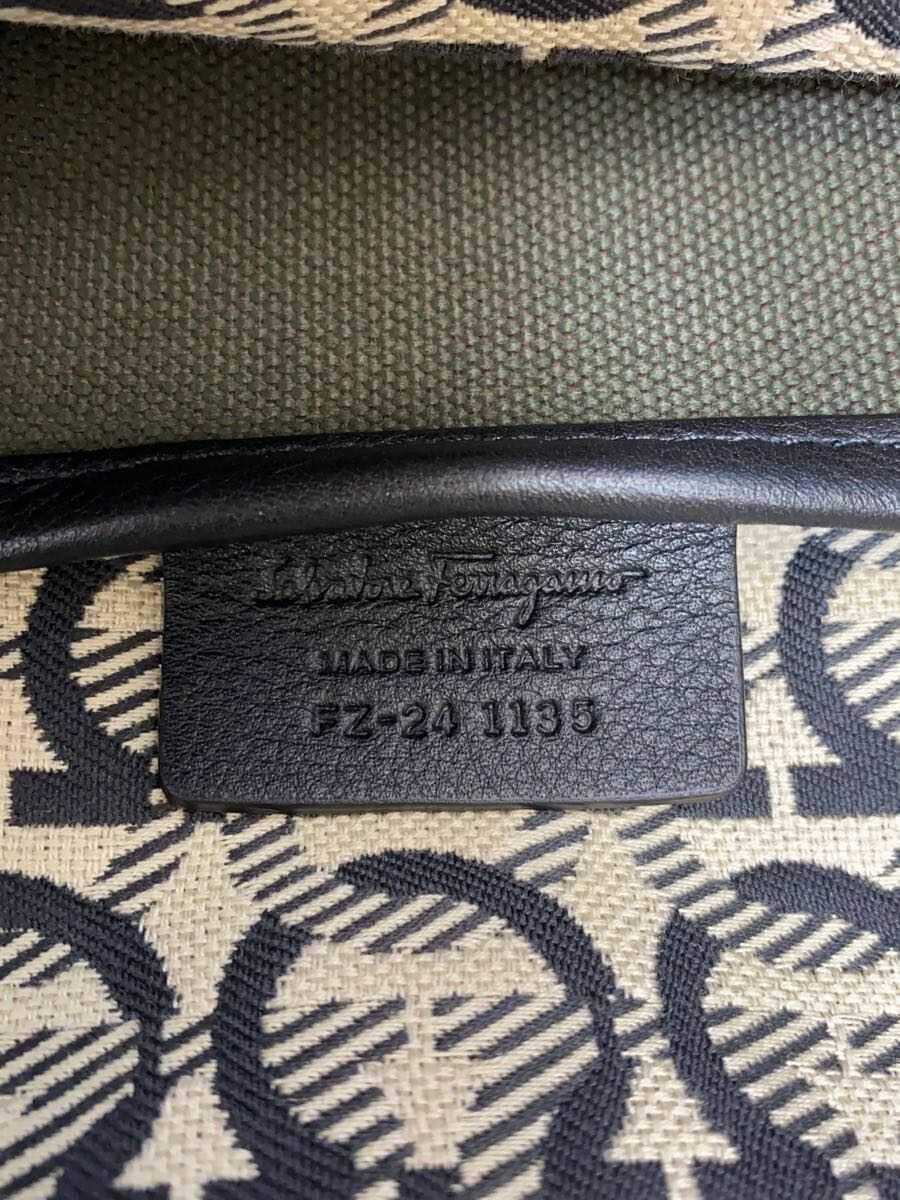 Salvatore Ferragamo
MADE IN ITALY
FZ-24 1135